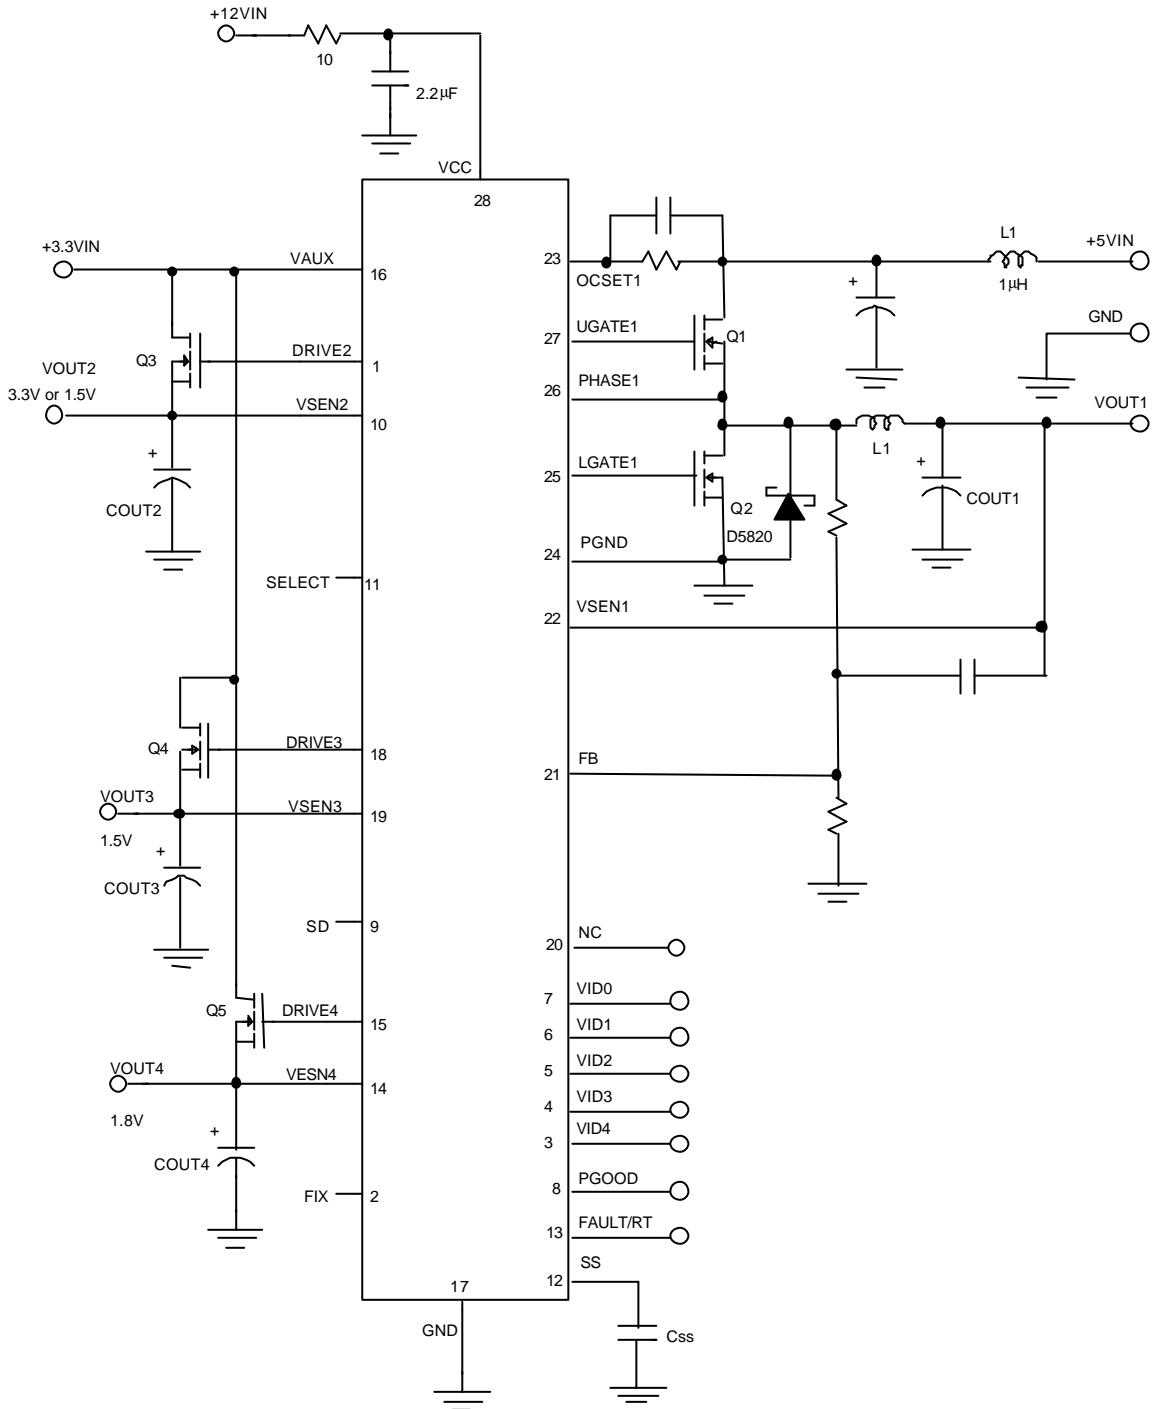 +12VIN
10
2.2µF
VCC
28
+3.3VIN
VAUX
16
Q3
DRIVE2
1
VOUT2
3.3V or 1.5V
VSEN2
10
+
COUT2
SELECT
11
Q4
DRIVE3
18
VOUT3
VSEN3
19
1.5V
+
COUT3
SD
9
Q5
DRIVE4
15
VOUT4
VESN4
14
1.8V
+
COUT4
FIX
2
17
GND
23
OCSET1
L1
+5VIN
1µH
+
27
UGATE1
Q1
GND
26
PHASE1
VOUT1
L1
25
LGATE1
+
COUT1
Q2
D5820
24
PGND
22
VSEN1
21
FB
20
NC
7
VID0
6
VID1
5
VID2
4
VID3
3
VID4
8
PGOOD
13
FAULT/RT
12
SS
Css